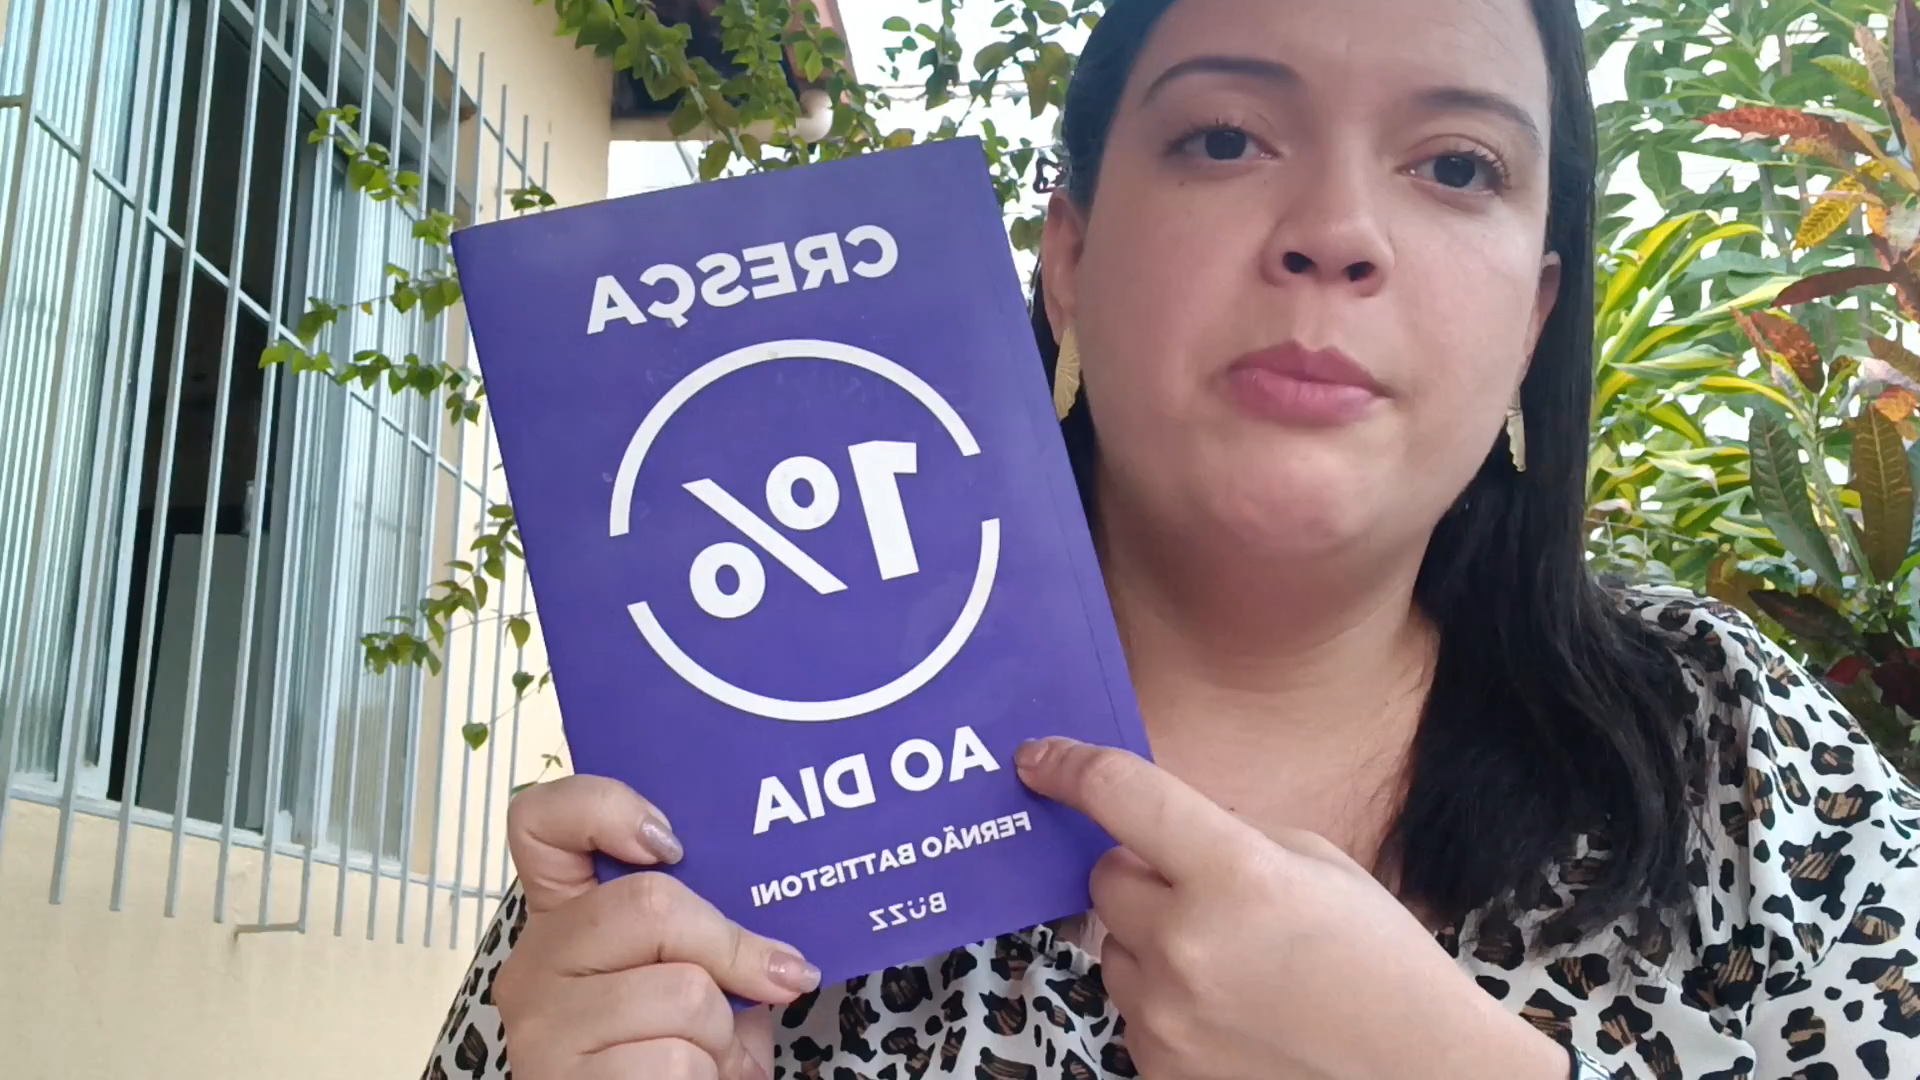 CRESÇA
1%
AO DIA
FERNÃO BATTISTONI
BUZZ